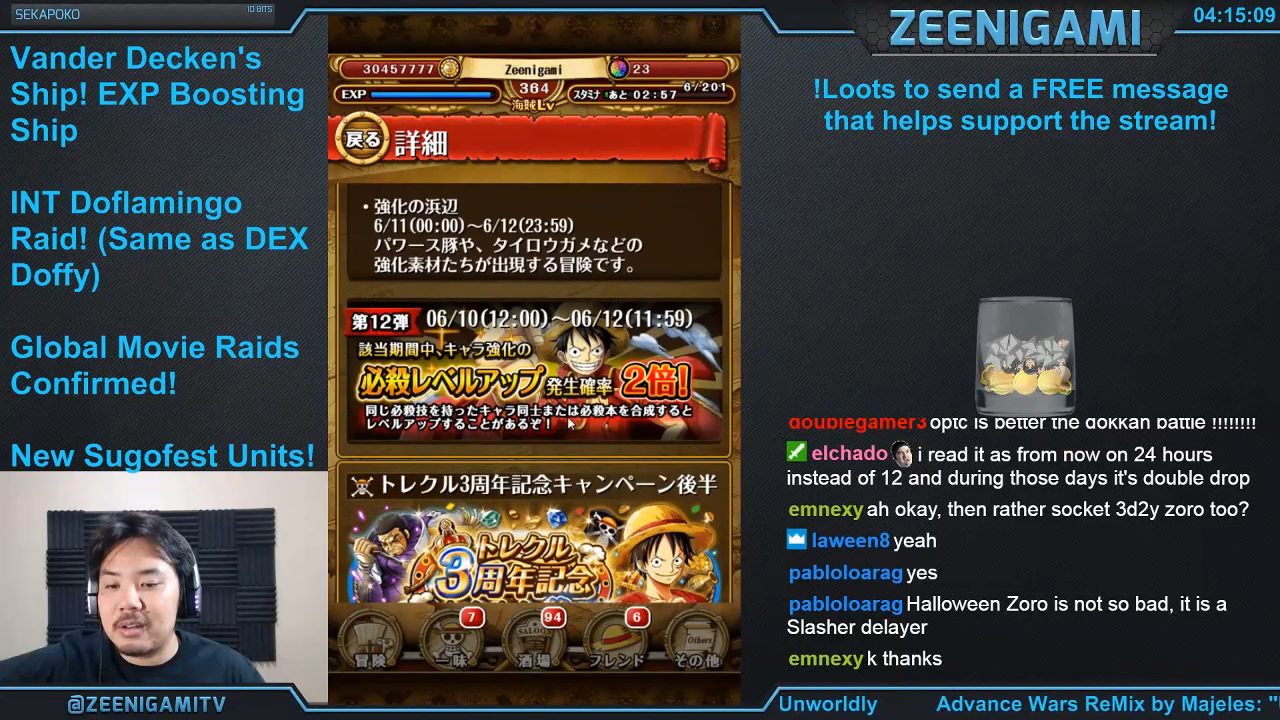 SEKAPOKO
10 BITS
Vander Decken's
Ship! EXP Boosting
Ship
INT Doflamingo
Raid! (Same as DEX
Doffy)
Global Movie Raids
Confirmed!
New Sugofest Units!
@ZEENIGAMITV
30457777
Zeenigami
23
EXP
364
海賊Lv
スタミナ あと 02:57
6/201
戻る
詳細
・強化の浜辺
6/11(00:00)～6/12(23:59)
パワース豚や、タイロウガメなどの
強化素材たちが出現する冒険です。
第12弾 06/10(12:00)～06/12(11:59)
該当期間中、キャラ強化の
必殺レベルアップ 発生確率 2倍!
同じ必殺技を持ったキャラ同士または必殺本を合成すると
レベルアップすることがあるぞ!
トレクル3周年記念キャンペーン後半
トレクル
3周年記念
7
94
6
冒険
一味
SALOON
酒場
フレンド
Others
その他
ZEENIGAMI
04:15:09
!Loots to send a FREE message
that helps support the stream!
doublegamer3 optc is better the dokkan battle !!!!!!!!
elchado i read it as from now on 24 hours
instead of 12 and during those days it's double drop
emnexy ah okay, then rather socket 3d2y zoro too?
laween8 yeah
pabloloarag yes
pabloloarag Halloween Zoro is not so bad, it is a
Slasher delayer
emnexy k thanks
Unworldly
Advance Wars ReMix by Majeles: "